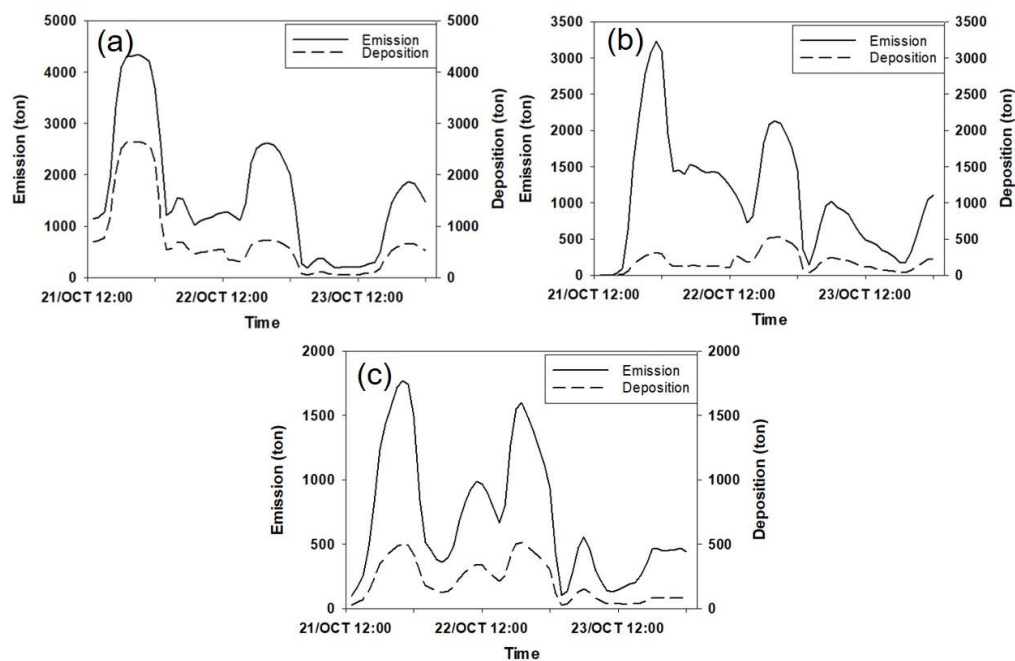 (a)
Emission
Deposition
5000
4000
3000
2000
1000
0
5000
4000
3000
2000
1000
0
Emission (ton)
Deposition (ton)
21/OCT 12:00 22/OCT 12:00 23/OCT 12:00
Time
(b)
Emission
Deposition
3500
3000
2500
2000
1500
1000
500
0
3500
3000
2500
2000
1500
1000
500
0
Emission (ton)
Deposition (ton)
21/OCT 12:00 22/OCT 12:00 23/OCT 12:00
Time
(c)
Emission
Deposition
2000
1500
1000
500
0
2000
1500
1000
500
0
Emission (ton)
Deposition (ton)
21/OCT 12:00 22/OCT 12:00 23/OCT 12:00
Time